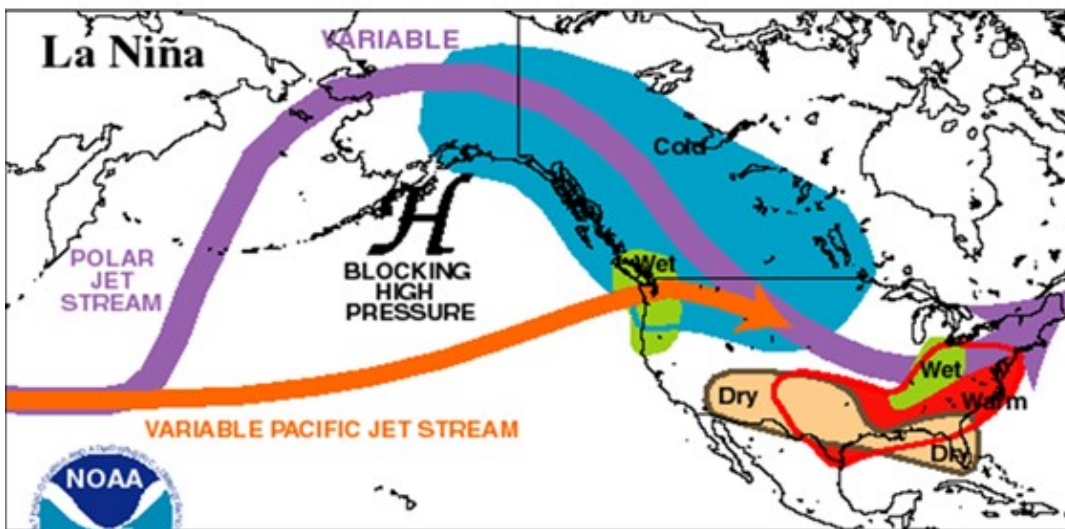 La Niña
VARIABLE
Cold
POLAR
JET
STREAM
BLOCKING
HIGH
PRESSURE
H
Wet
Wet
Dry
Warm
Dry
VARIABLE PACIFIC JET STREAM
NOAA